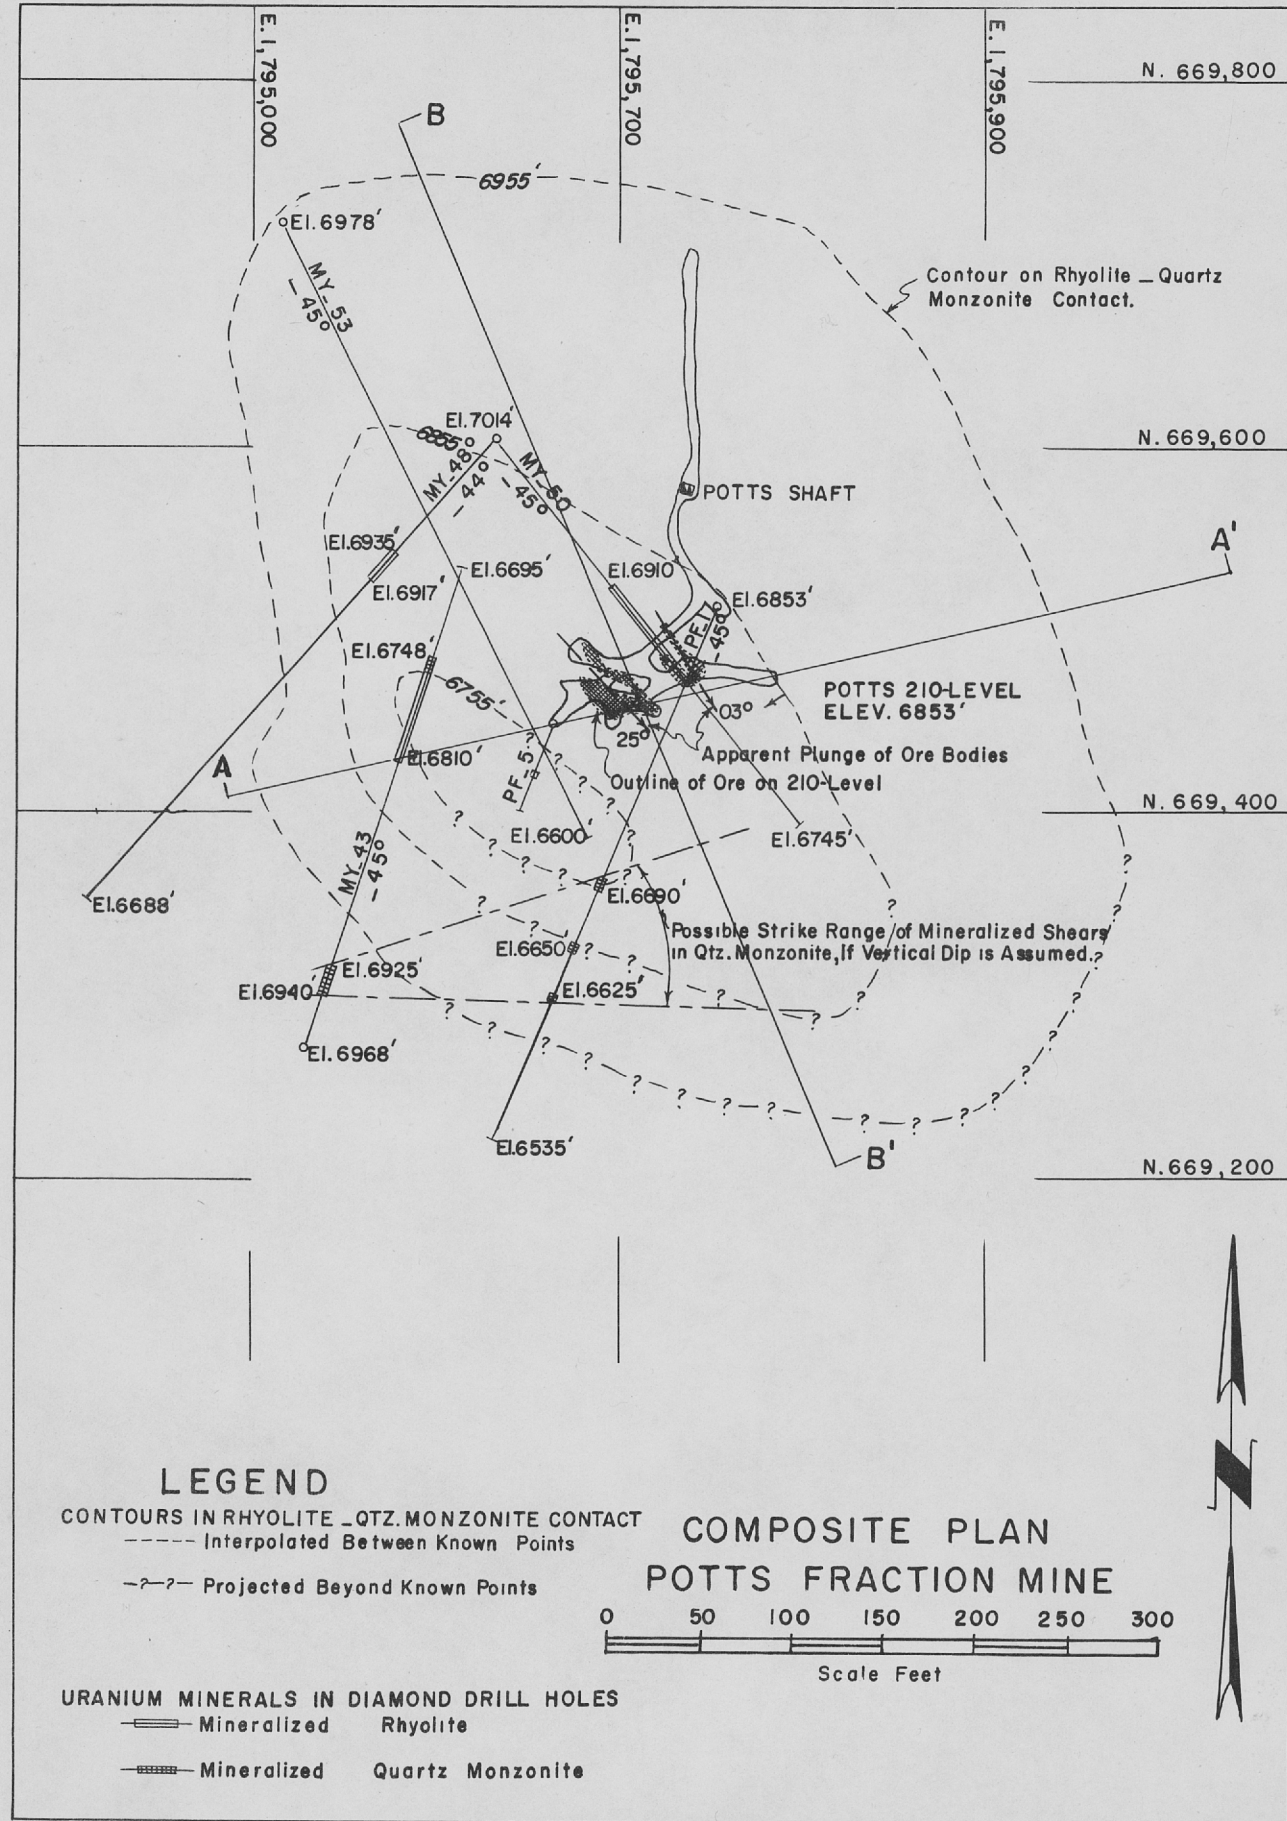 E. 1,795,000
E. 1,795,700
E. 1,795,900
N. 669,800
B
6955'
El. 6978'
MY-53
-45°
Contour on Rhyolite - Quartz
Monzonite Contact.
El. 7014'
6855'
MY-48
-44°
MY-50
-45°
N. 669,600
POTTS SHAFT
A'
El. 6935'
El. 6917'
El. 6695'
El. 6910
El. 6853'
PF-17
-45°
El. 6748'
6755'
POTTS 210-LEVEL
ELEV. 6853'
03°
25°
A
El. 6810'
Apparent Plunge of Ore Bodies
Outline of Ore on 210-Level
PF-5
N. 669,400
El. 6600'
El. 6745'
MY-43
-45°
El. 6688'
El. 6690'
Possible Strike Range of Mineralized Shears
in Qtz. Monzonite, If Vertical Dip is Assumed.
El. 6650'
El. 6925'
El. 6940'
El. 6625'
El. 6968'
El. 6535'
B'
N. 669,200
N
LEGEND
CONTOURS IN RHYOLITE - QTZ. MONZONITE CONTACT
----- Interpolated Between Known Points
-?-?- Projected Beyond Known Points
COMPOSITE PLAN
POTTS FRACTION MINE
0 50 100 150 200 250 300
Scale Feet
URANIUM MINERALS IN DIAMOND DRILL HOLES
Mineralized Rhyolite
Mineralized Quartz Monzonite